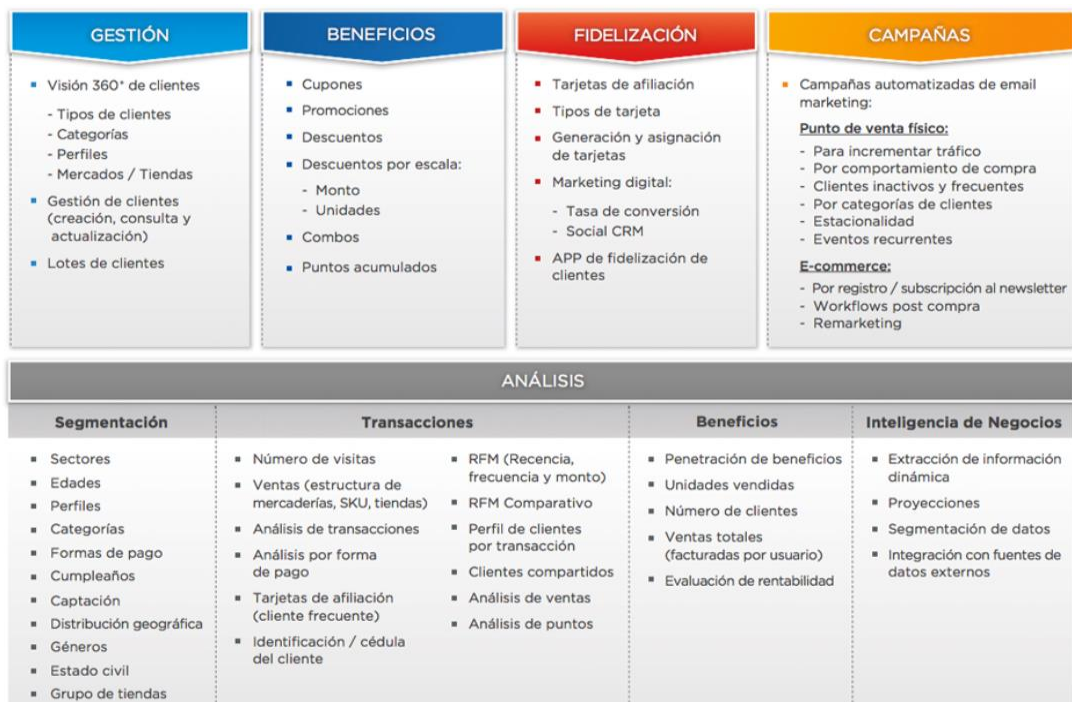 GESTIÓN
Visión 360° de clientes
- Tipos de clientes
- Categorías
- Perfiles
- Mercados / Tiendas
Gestión de clientes
(creación, consulta y
actualización)
Lotes de clientes
BENEFICIOS
Cupones
Promociones
Descuentos
Descuentos por escala:
- Monto
- Unidades
Combos
Puntos acumulados
FIDELIZACIÓN
Tarjetas de afiliación
Tipos de tarjeta
Generación y asignación
de tarjetas
Marketing digital:
- Tasa de conversión
- Social CRM
APP de fidelización de
clientes
CAMPAÑAS
Campañas automatizadas de email
marketing:
Punto de venta físico:
- Para incrementar tráfico
- Por comportamiento de compra
- Clientes inactivos y frecuentes
- Por categorías de clientes
- Estacionalidad
- Eventos recurrentes
E-commerce:
- Por registro / subscripción al newsletter
- Workflows post compra
- Remarketing
ANÁLISIS
Segmentación
Sectores
Edades
Perfiles
Categorías
Formas de pago
Cumpleaños
Captación
Distribución geográfica
Géneros
Estado civil
Grupo de tiendas
Transacciones
Número de visitas
Ventas (estructura de
mercaderías, SKU, tiendas)
Análisis de transacciones
Análisis por forma
de pago
Tarjetas de afiliación
(cliente frecuente)
Identificación / cédula
del cliente
RFM (Recencia,
frecuencia y monto)
RFM Comparativo
Perfil de clientes
por transacción
Clientes compartidos
Análisis de ventas
Análisis de puntos
Beneficios
Penetración de beneficios
Unidades vendidas
Número de clientes
Ventas totales
(facturadas por usuario)
Evaluación de rentabilidad
Inteligencia de Negocios
Extracción de información
dinámica
Proyecciones
Segmentación de datos
Integración con fuentes de
datos externos